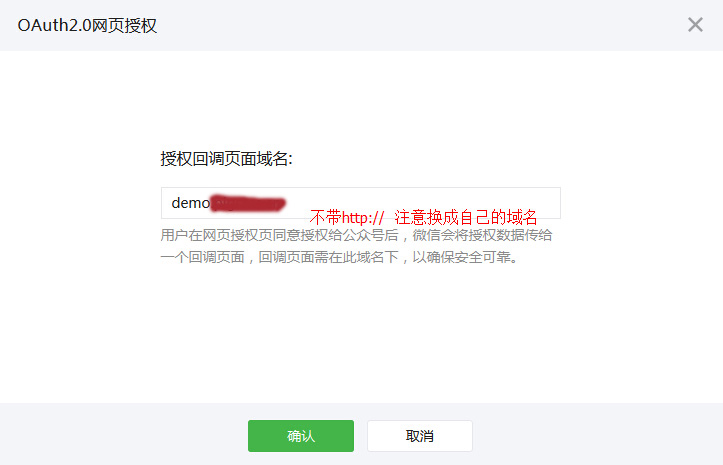 OAuth2.0网页授权
授权回调页面域名:
demo
不带http:// 注意换成自己的域名
用户在网页授权页同意授权给公众号后，微信会将授权数据传给
一个回调页面，回调页面需在此域名下，以确保安全可靠。
确认
取消